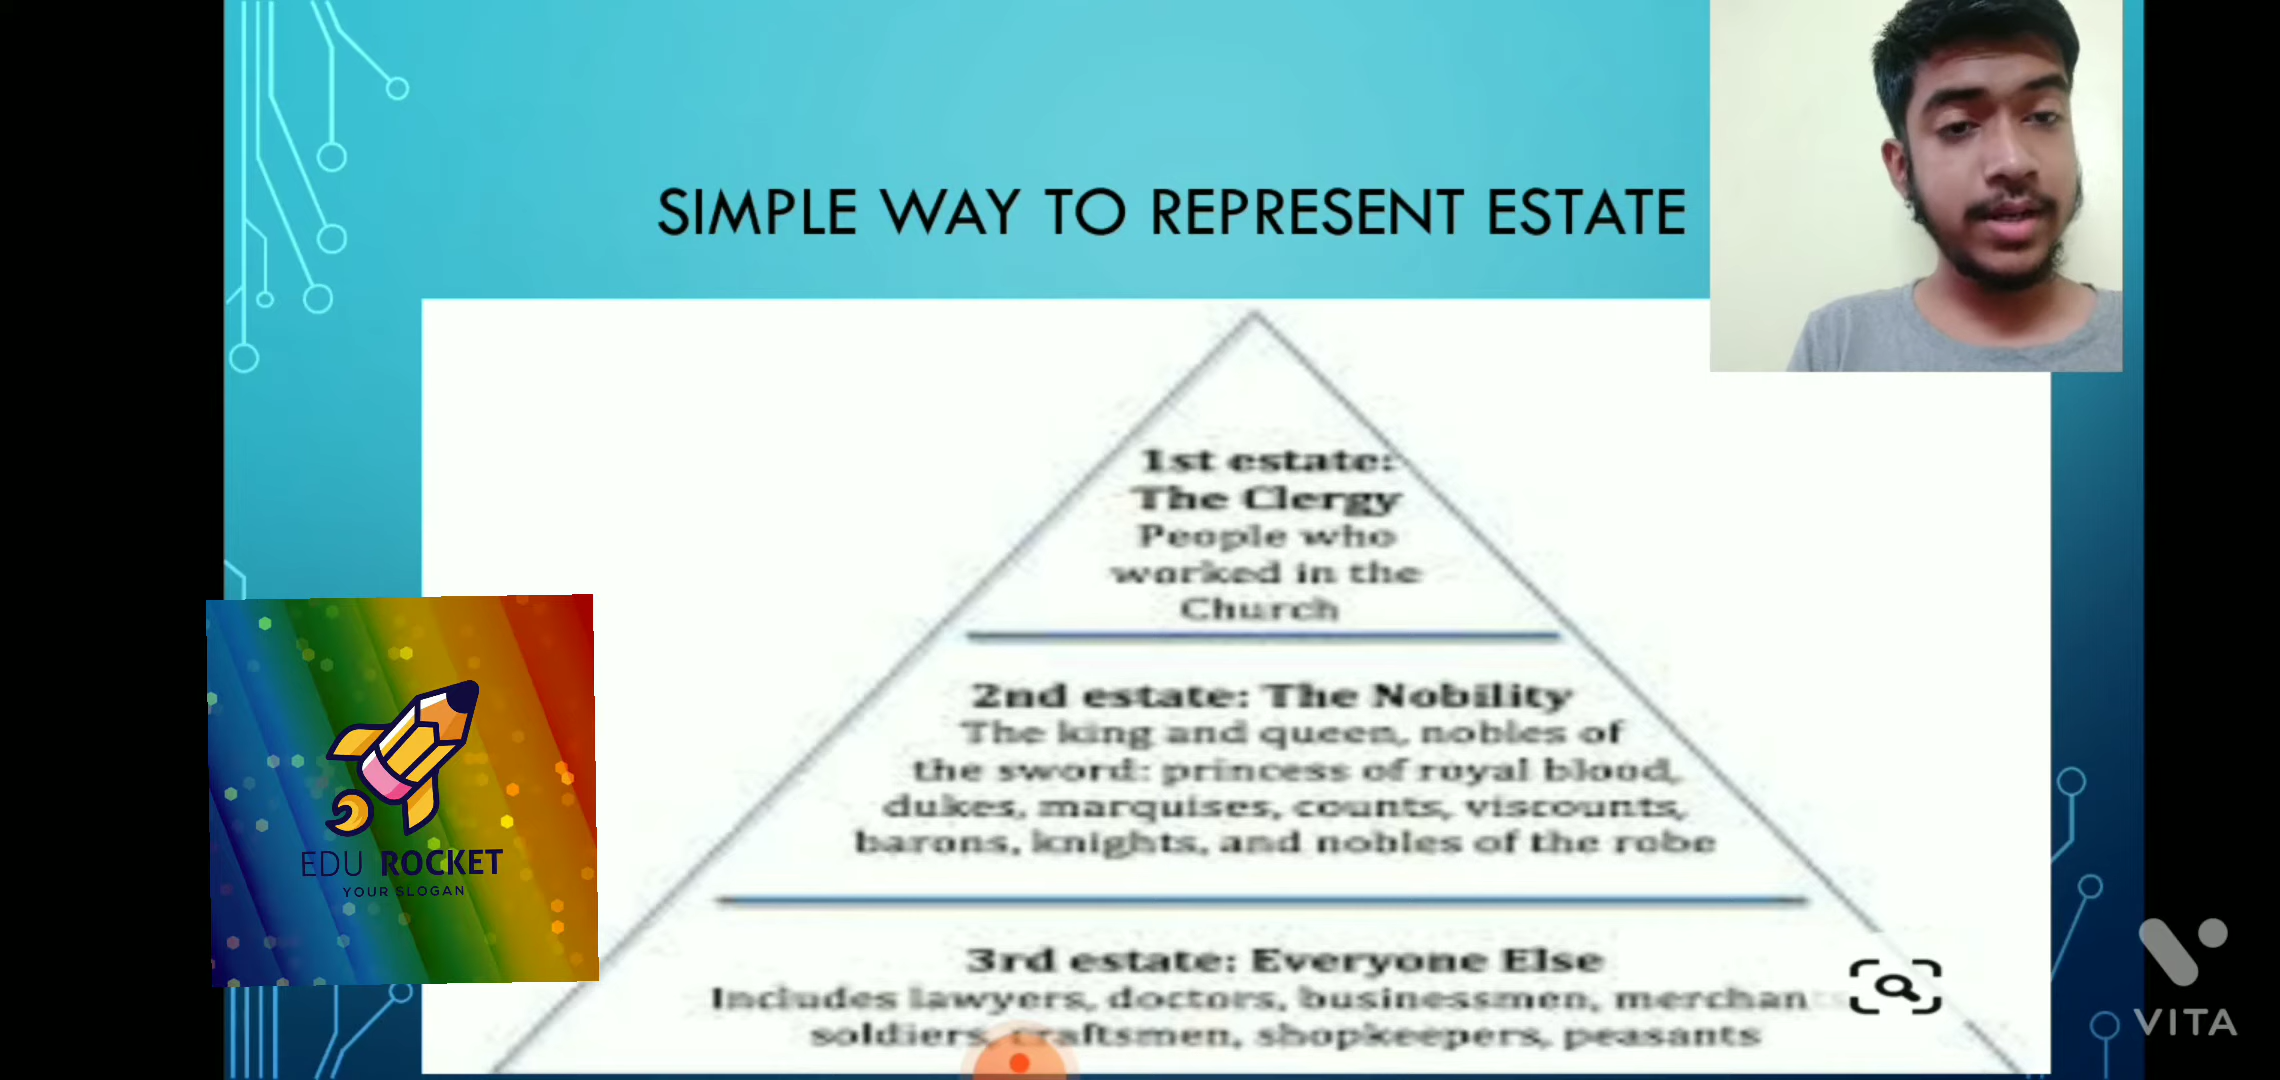 SIMPLE WAY TO REPRESENT ESTATE
1st estate:
The Clergy
People who
worked in the
Church
2nd estate: The Nobility
The king and queen, nobles of
the sword: princess of royal blood,
dukes, marquises, counts, viscounts,
barons, knights, and nobles of the robe
3rd estate: Everyone Else
Includes lawyers, doctors, businessmen, merchant
soldiers, craftsmen, shopkeepers, peasants
EDU ROCKET
YOUR SLOGAN
VITA